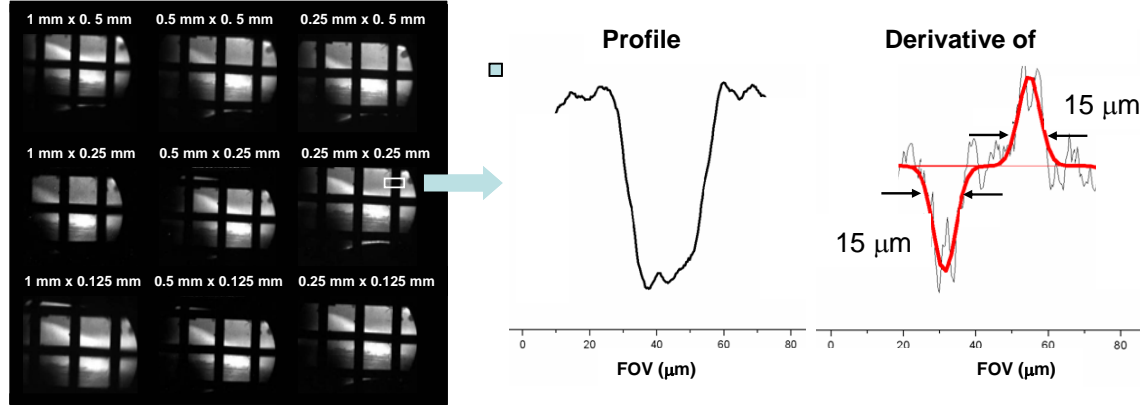 1 mm x 0. 5 mm 0.5 mm x 0. 5 mm 0.25 mm x 0. 5 mm
1 mm x 0.25 mm 0.5 mm x 0.25 mm 0.25 mm x 0.25 mm
1 mm x 0.125 mm 0.5 mm x 0.125 mm 0.25 mm x 0.125 mm
Profile
0 20 40 60 80
FOV (μm)
Derivative of
15 μm
15 μm
20 40 60 80
FOV (μm)